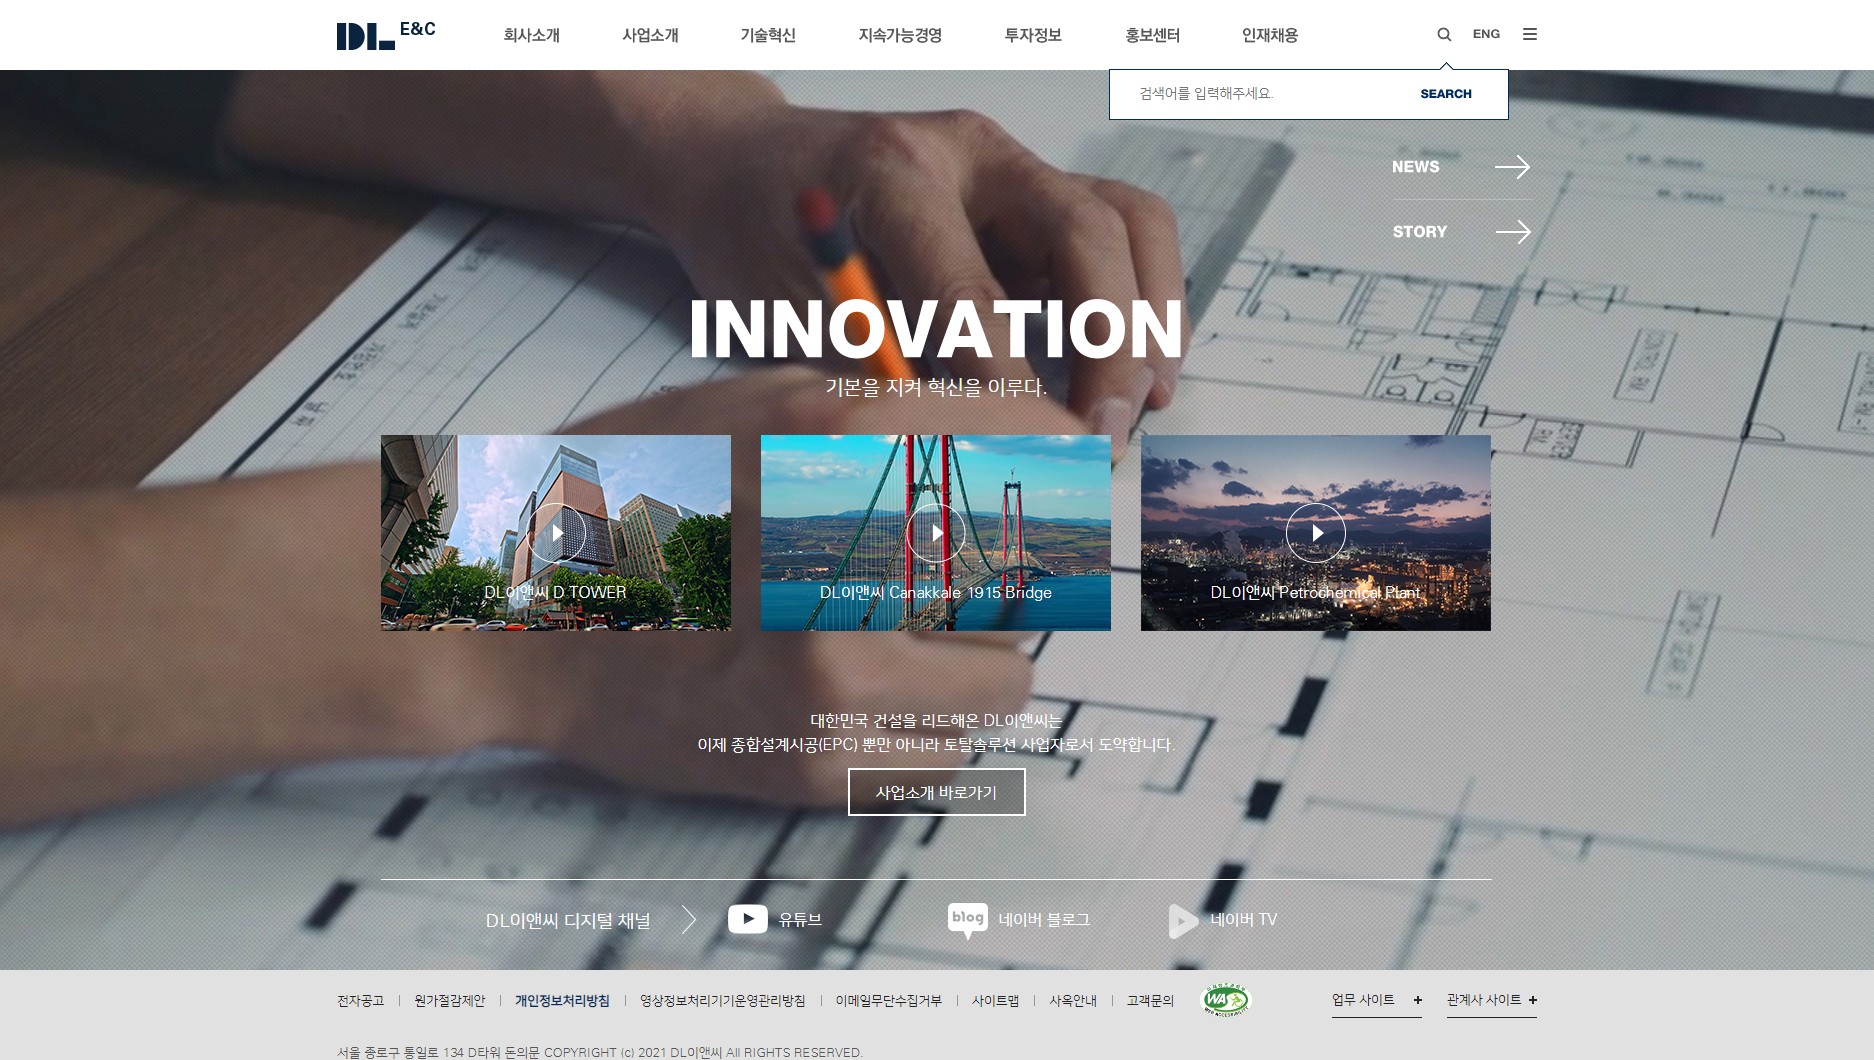 DL E&C
회사소개
사업소개
기술혁신
지속가능경영
투자정보
홍보센터
인재채용
ENG
검색어를 입력해주세요.
SEARCH
NEWS
STORY
INNOVATION
기본을 지켜 혁신을 이루다.
DL이앤씨 D TOWER
DL이앤씨 Canakkale 1915 Bridge
DL이앤씨 Petrochemical Plant
대한민국 건설을 리드해온 DL이앤씨는
이제 종합설계시공(EPC) 뿐만 아니라 토탈솔루션 사업자로서 도약합니다.
사업소개 바로가기
DL이앤씨 디지털 채널
유튜브
blog
네이버 블로그
네이버 TV
전자공고
원가절감제안
개인정보처리방침
영상정보처리기기운영관리방침
이메일무단수집거부
사이트맵
사옥안내
고객문의
WA
업무 사이트
관계사 사이트
서울 종로구 통일로 134 D타워 돈의문 COPYRIGHT (c) 2021 DL이앤씨 All RIGHTS RESERVED.